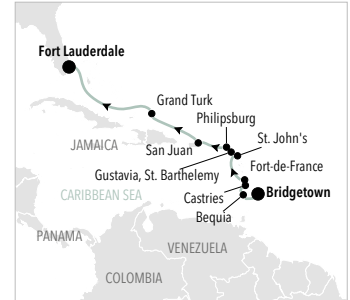 Fort Lauderdale
Grand Turk
Philipsburg
St. John's
JAMAICA
San Juan
Fort-de-France
Gustavia, St. Barthelemy
CARIBBEAN SEA
Castries
Bridgetown
Bequia
PANAMA
VENEZUELA
COLOMBIA